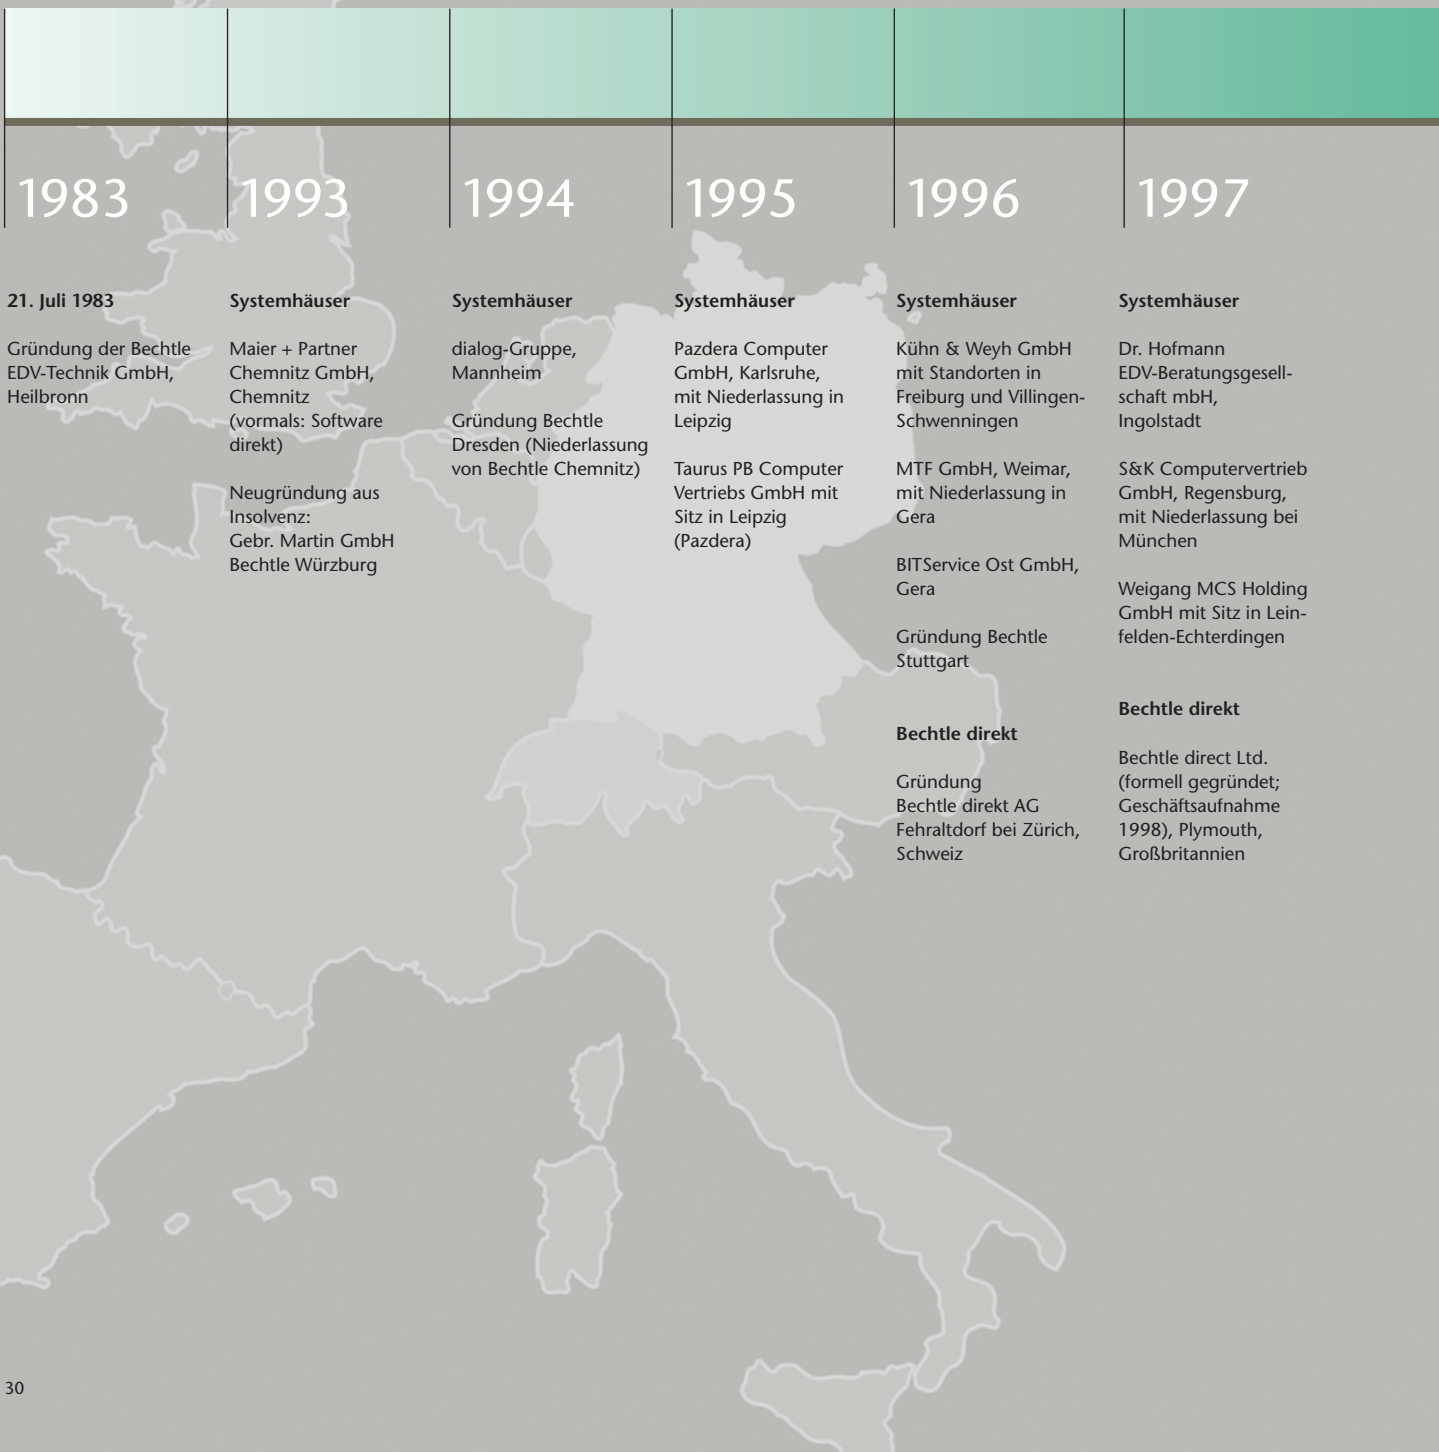 1983
1993
1994
1995
1996
1997
21. Juli 1983
Gründung der Bechtle
EDV-Technik GmbH,
Heilbronn
Systemhäuser
Maier + Partner
Chemnitz GmbH,
Chemnitz
(vormals: Software
direkt)
Neugründung aus
Insolvenz:
Gebr. Martin GmbH
Bechtle Würzburg
Systemhäuser
dialog-Gruppe,
Mannheim
Gründung Bechtle
Dresden (Niederlassung
von Bechtle Chemnitz)
Systemhäuser
Pazdera Computer
GmbH, Karlsruhe,
mit Niederlassung in
Leipzig
Taurus PB Computer
Vertriebs GmbH mit
Sitz in Leipzig
(Pazdera)
Systemhäuser
Kühn & Weyh GmbH
mit Standorten in
Freiburg und Villingen-
Schwenningen
MTF GmbH, Weimar,
mit Niederlassung in
Gera
BITService Ost GmbH,
Gera
Gründung Bechtle
Stuttgart
Bechtle direkt
Gründung
Bechtle direkt AG
Fehraltdorf bei Zürich,
Schweiz
Systemhäuser
Dr. Hofmann
EDV-Beratungsgesell-
schaft mbH,
Ingolstadt
S&K Computervertrieb
GmbH, Regensburg,
mit Niederlassung bei
München
Weigang MCS Holding
GmbH mit Sitz in Lein-
felden-Echterdingen
Bechtle direkt
Bechtle direct Ltd.
(formell gegründet;
Geschäftsaufnahme
1998), Plymouth,
Großbritannien
30